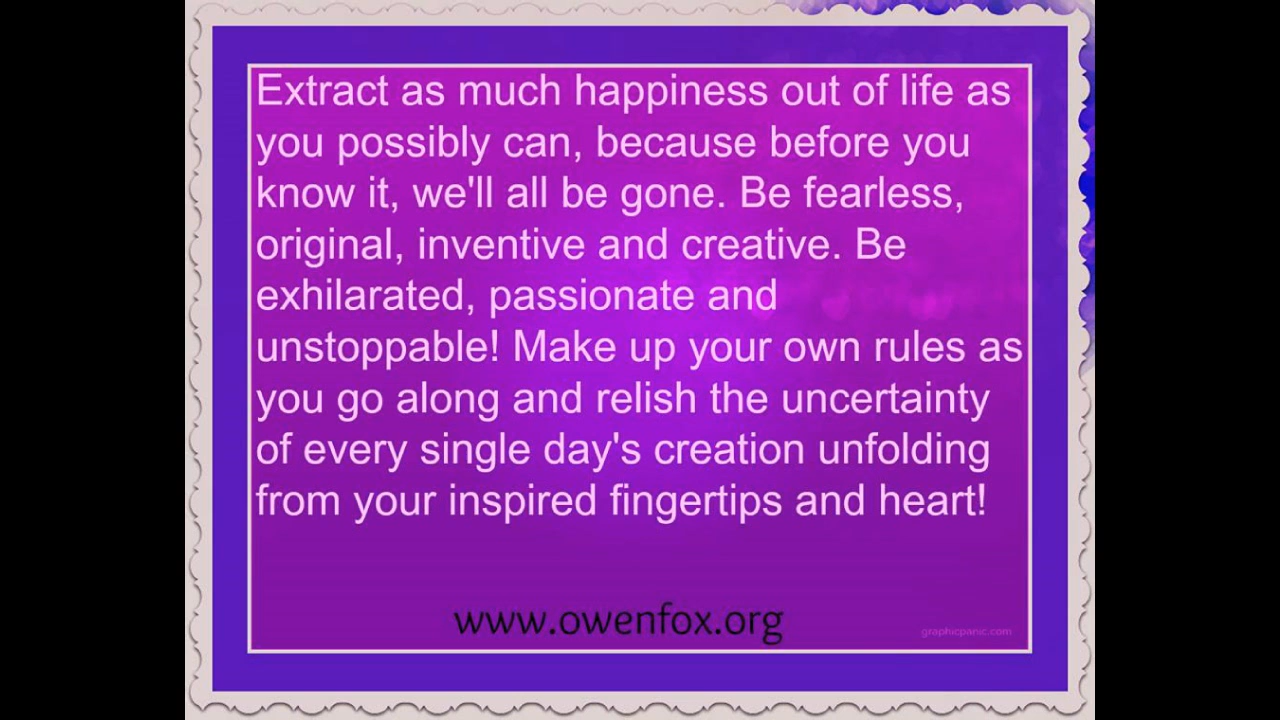 Extract as much happiness out of life as
you possibly can, because before you
know it, we'll all be gone. Be fearless,
original, inventive and creative. Be
exhilarated, passionate and
unstoppable! Make up your own rules as
you go along and relish the uncertainty
of every single day's creation unfolding
from your inspired fingertips and heart!
www.owenfox.org
graphicpanic.com